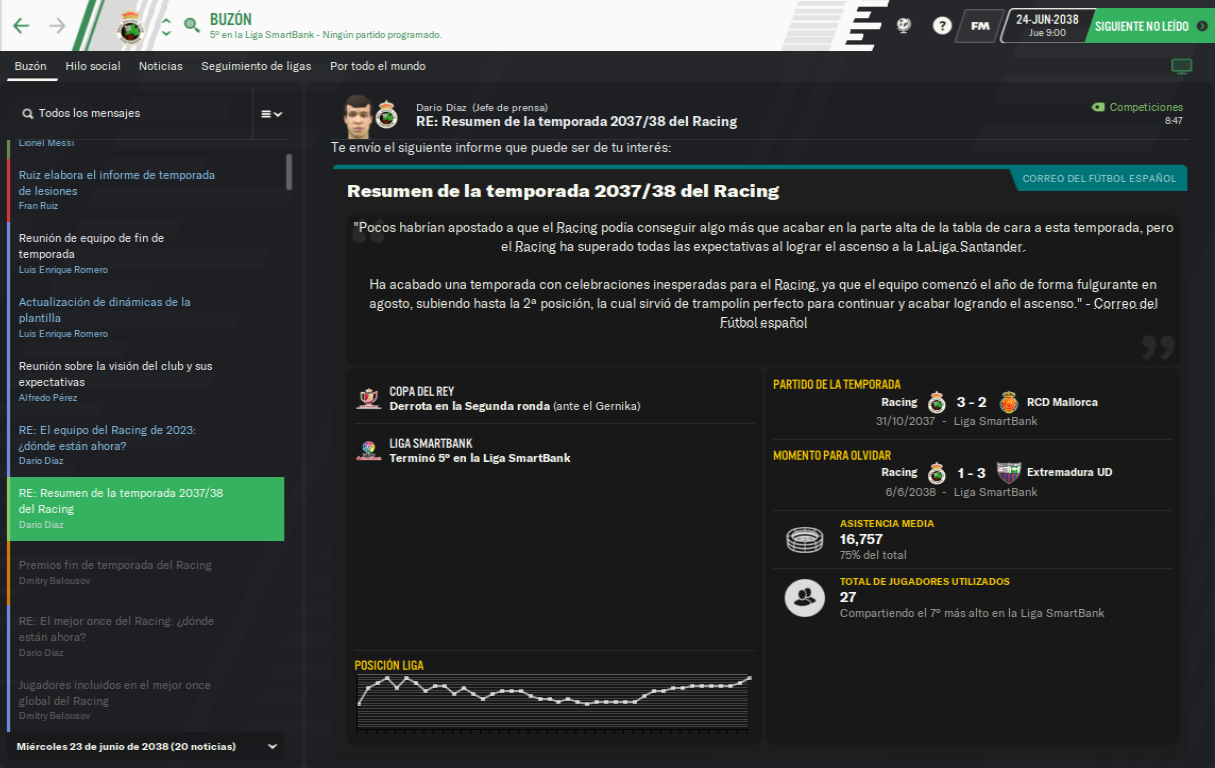 BUZÓN
5º en la Liga SmartBank - Ningún partido programado.
?
FM
24-JUN-2038
Jue 9:00
SIGUIENTE NO LEÍDO
Buzón
Hilo social
Noticias
Seguimiento de ligas
Por todo el mundo
Todos los mensajes
Lionel Messi
Ruiz elabora el informe de temporada
de lesiones
Fran Ruiz
Reunión de equipo de fin de
temporada
Luis Enrique Romero
Actualización de dinámicas de la
plantilla
Luis Enrique Romero
Reunión sobre la visión del club y sus
expectativas
Alfredo Pérez
RE: El equipo del Racing de 2023:
¿dónde están ahora?
Darío Díaz
RE: Resumen de la temporada 2037/38
del Racing
Darío Díaz
Premios fin de temporada del Racing
Dmitry Belousov
RE: El mejor once del Racing: ¿dónde
están ahora?
Darío Díaz
Jugadores incluidos en el mejor once
global del Racing
Dmitry Belousov
Miércoles 23 de junio de 2038 (20 noticias)
Darío Díaz (Jefe de prensa)
RE: Resumen de la temporada 2037/38 del Racing
Competiciones
8:47
Te envío el siguiente informe que puede ser de tu interés:
CORREO DEL FÚTBOL ESPAÑOL
Resumen de la temporada 2037/38 del Racing
"Pocos habrían apostado a que el Racing podía conseguir algo más que acabar en la parte alta de la tabla de cara a esta temporada, pero
el Racing ha superado todas las expectativas al lograr el ascenso a la LaLiga Santander.
Ha acabado una temporada con celebraciones inesperadas para el Racing, ya que el equipo comenzó el año de forma fulgurante en
agosto, subiendo hasta la 2ª posición, la cual sirvió de trampolín perfecto para continuar y acabar logrando el ascenso." - Correo del
Fútbol español
COPA DEL REY
Derrota en la Segunda ronda (ante el Gernika)
LIGA SMARTBANK
Terminó 5º en la Liga SmartBank
POSICIÓN LIGA
PARTIDO DE LA TEMPORADA
Racing 3 - 2 RCD Mallorca
31/10/2037 - Liga SmartBank
MOMENTO PARA OLVIDAR
Racing 1 - 3 Extremadura UD
6/6/2038 - Liga SmartBank
ASISTENCIA MEDIA
16,757
75% del total
TOTAL DE JUGADORES UTILIZADOS
27
Compartiendo el 7º más alto en la Liga SmartBank